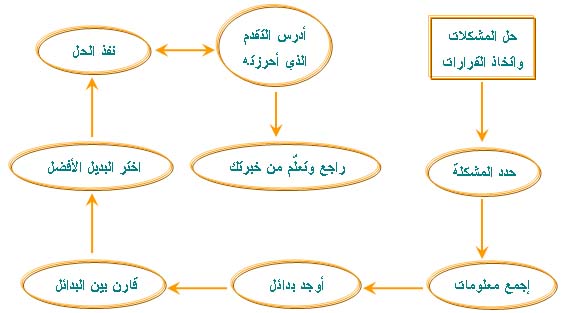 حل المشكلات
واتخاذ القرارات
حدد المشكلة
إجمع معلومات
أوجد بدائل
قارن بين البدائل
اختر البديل الأفضل
نفذ الحل
أدرس التقدم
الذي أحرزته
راجع وتعلّم من خبرتك